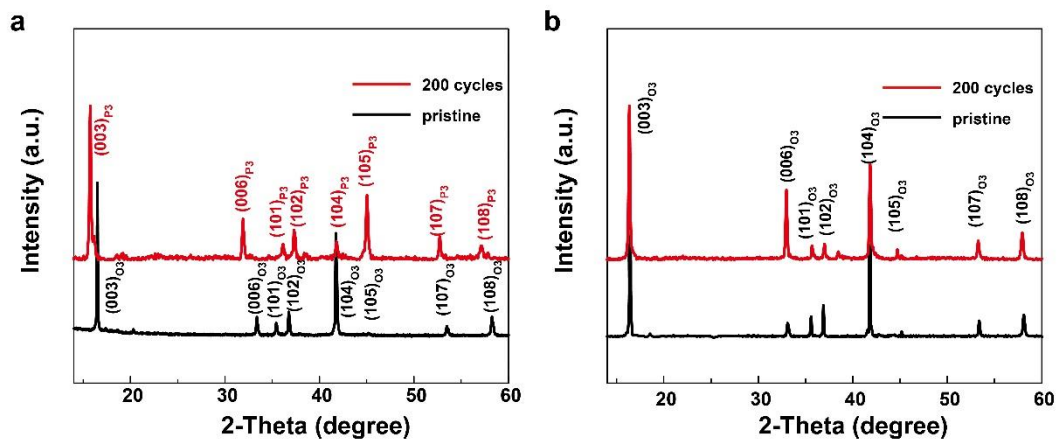 a
Intensity (a.u.)
200 cycles
pristine
(003)P3
(006)P3
(101)P3
(102)P3
(104)P3
(105)P3
(107)P3
(108)P3
(003)O3
(006)O3
(101)O3
(102)O3
(104)O3
(105)O3
(107)O3
(108)O3
20 30 40 50 60
2-Theta (degree)
b
Intensity (a.u.)
200 cycles
pristine
(003)O3
(006)O3
(101)O3
(102)O3
(104)O3
(105)O3
(107)O3
(108)O3
20 30 40 50 60
2-Theta (degree)